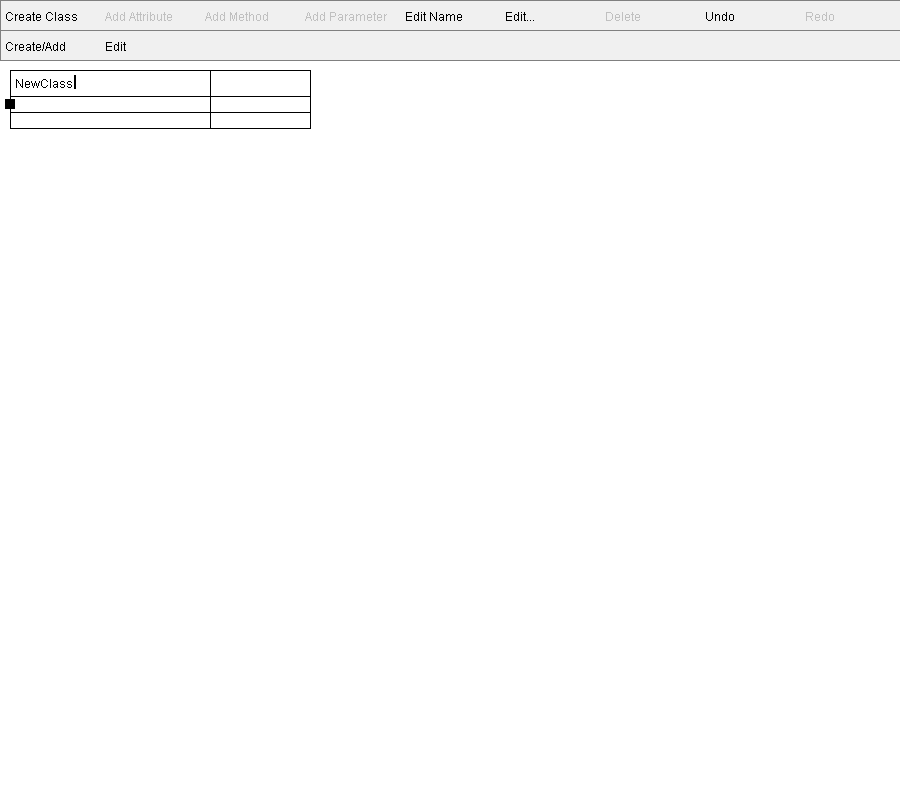 Create Class Add Attribute Add Method Add Parameter Edit Name Edit... Delete Undo Redo
Create/Add Edit
NewClass